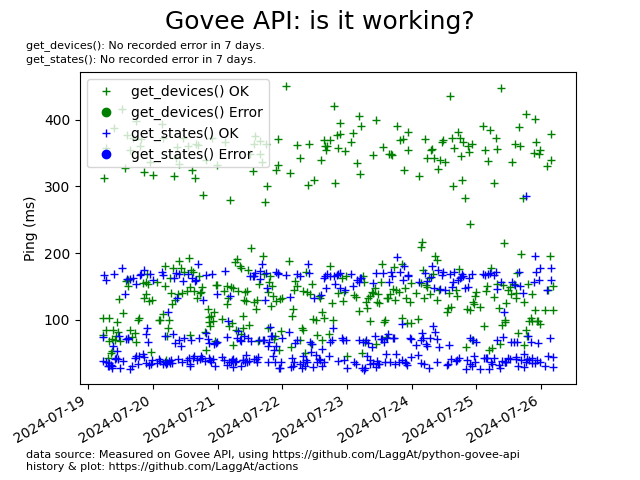 Govee API: is it working?
get_devices(): No recorded error in 7 days.
get_states(): No recorded error in 7 days.
get_devices() OK
get_devices() Error
get_states() OK
get_states() Error
Ping (ms)
400
300
200
100
2024-07-19
2024-07-20
2024-07-21
2024-07-22
2024-07-23
2024-07-24
2024-07-25
2024-07-26
data source: Measured on Govee API, using https://github.com/LaggAt/python-govee-api
history & plot: https://github.com/LaggAt/actions